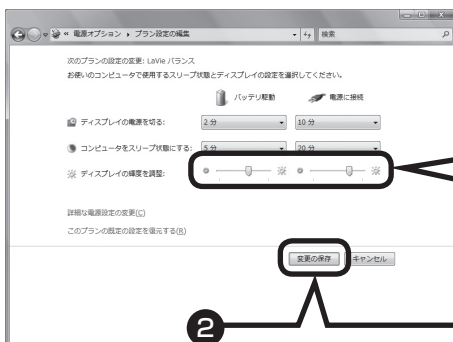 « 電源オプション ▸ プラン設定の編集 検索
次のプランの設定の変更: LaVie バランス
お使いのコンピュータで使用するスリープ状態とディスプレイの設定を選択してください。
バッテリ駆動 電源に接続
ディスプレイの電源を切る: 2 分 10 分
コンピュータをスリープ状態にする: 5 分 20 分
ディスプレイの輝度を調整:
詳細な電源設定の変更(C)
このプランの既定の設定を復元する(R)
変更の保存 キャンセル
2